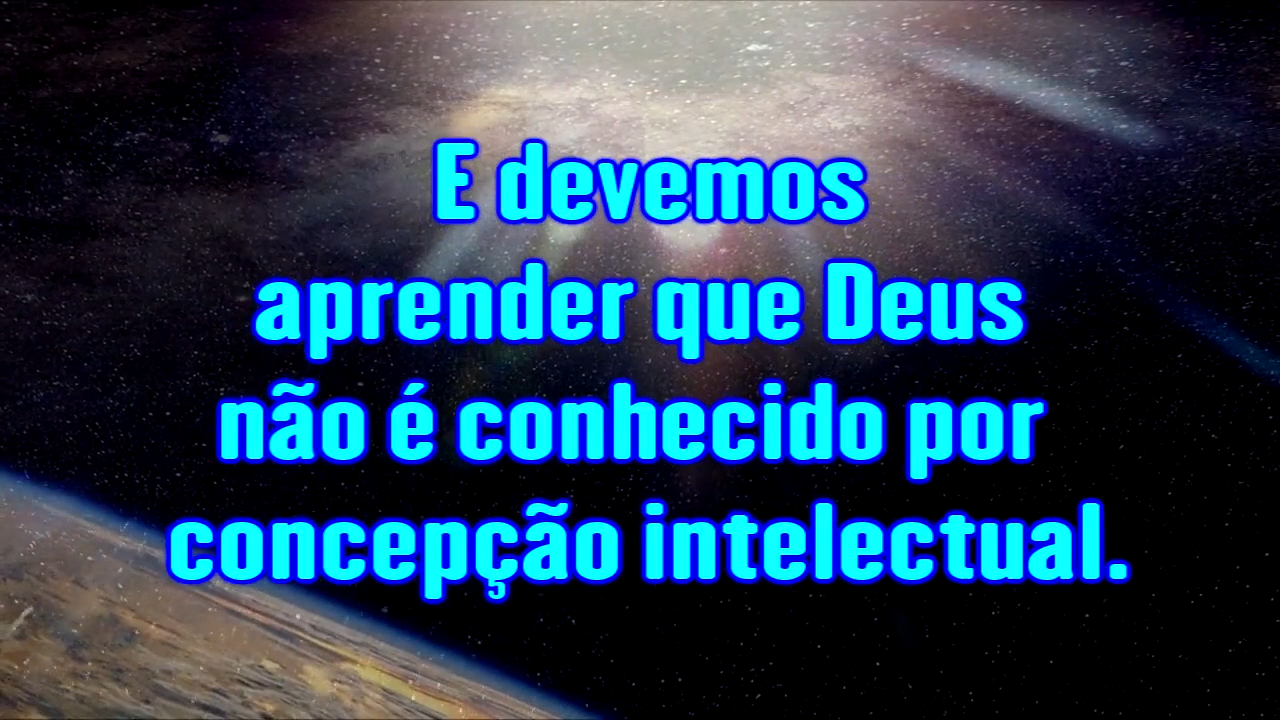 E devemos
aprender que Deus
não é conhecido por
concepção intelectual.